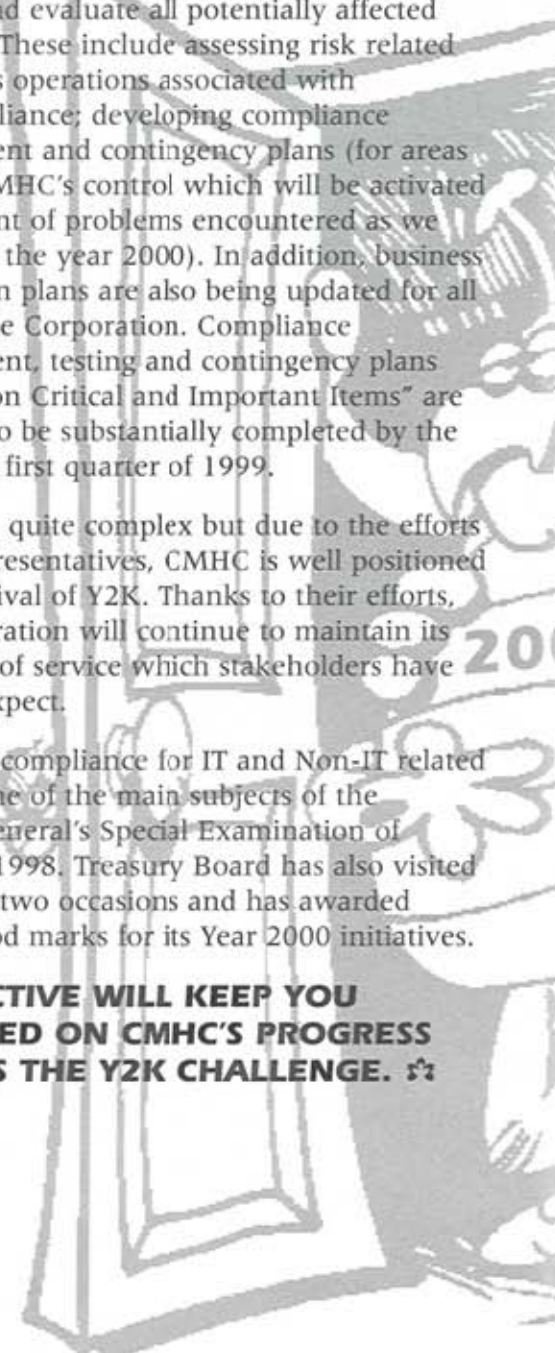 nd evaluate all potentially affected
These include assessing risk related
s operations associated with
liance; developing compliance
ent and contingency plans (for areas
MHC's control which will be activated
nt of problems encountered as we
the year 2000). In addition, business
n plans are also being updated for all
e Corporation. Compliance
ent, testing and contingency plans
on Critical and Important Items" are
o be substantially completed by the
first quarter of 1999.
quite complex but due to the efforts
resentatives, CMHC is well positioned
ival of Y2K. Thanks to their efforts,
ration will continue to maintain its
of service which stakeholders have
xpect.
compliance for IT and Non-IT related
ne of the main subjects of the
eneral's Special Examination of
1998. Treasury Board has also visited
two occasions and has awarded
od marks for its Year 2000 initiatives.
CTIVE WILL KEEP YOU
ED ON CMHC'S PROGRESS
S THE Y2K CHALLENGE.
200